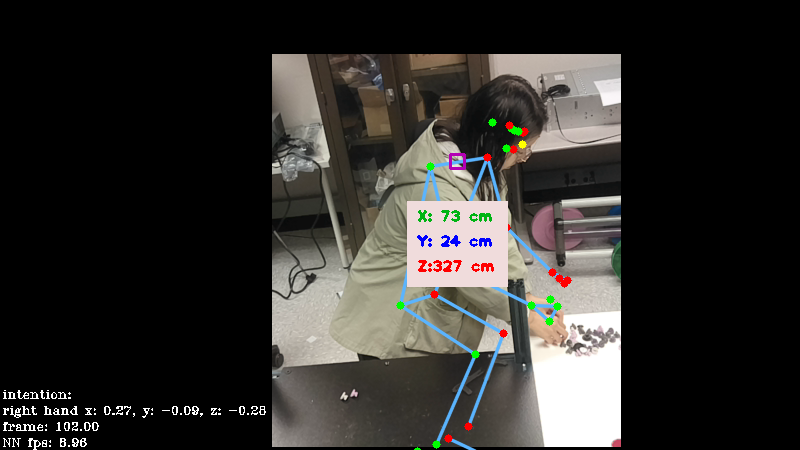 X: 73 cm
Y: 24 cm
Z:327 cm
intention:
right hand x: 0.27, y: -0.09, z: -0.28
frame: 102.00
NN fps: 8.96